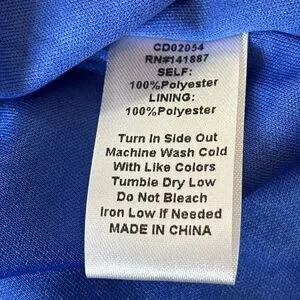 CD02054
RN#141887
SELF:
100%Polyester
LINING:
100%Polyester
Turn In Side Out
Machine Wash Cold
With Like Colors
Tumble Dry Low
Do Not Bleach
Iron Low If Needed
MADE IN CHINA